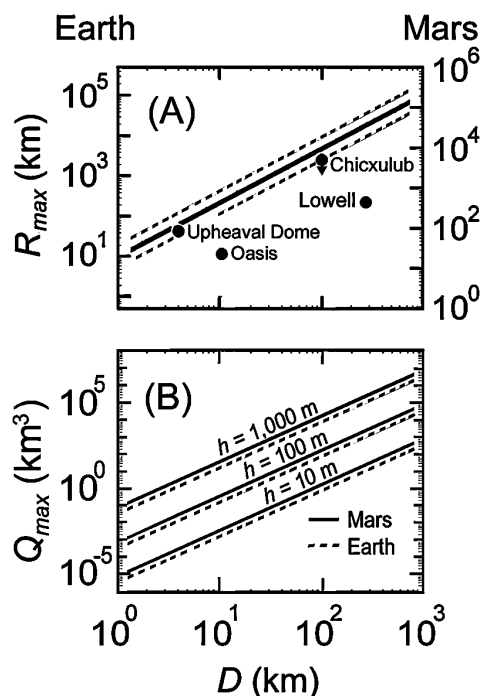 Earth Mars
(A)
R_max (km)
10^5
10^3
10^1
10^6
10^4
10^2
10^0
Chicxulub
Lowell
Upheaval Dome
Oasis
(B)
Q_max (km^3)
10^5
10^0
10^-5
h = 1,000 m
h = 100 m
h = 10 m
Mars
Earth
10^0 10^1 10^2 10^3
D (km)